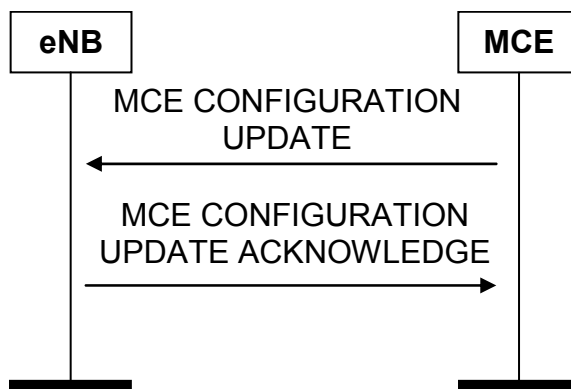 eNB
MCE
MCE CONFIGURATION
UPDATE
MCE CONFIGURATION
UPDATE ACKNOWLEDGE